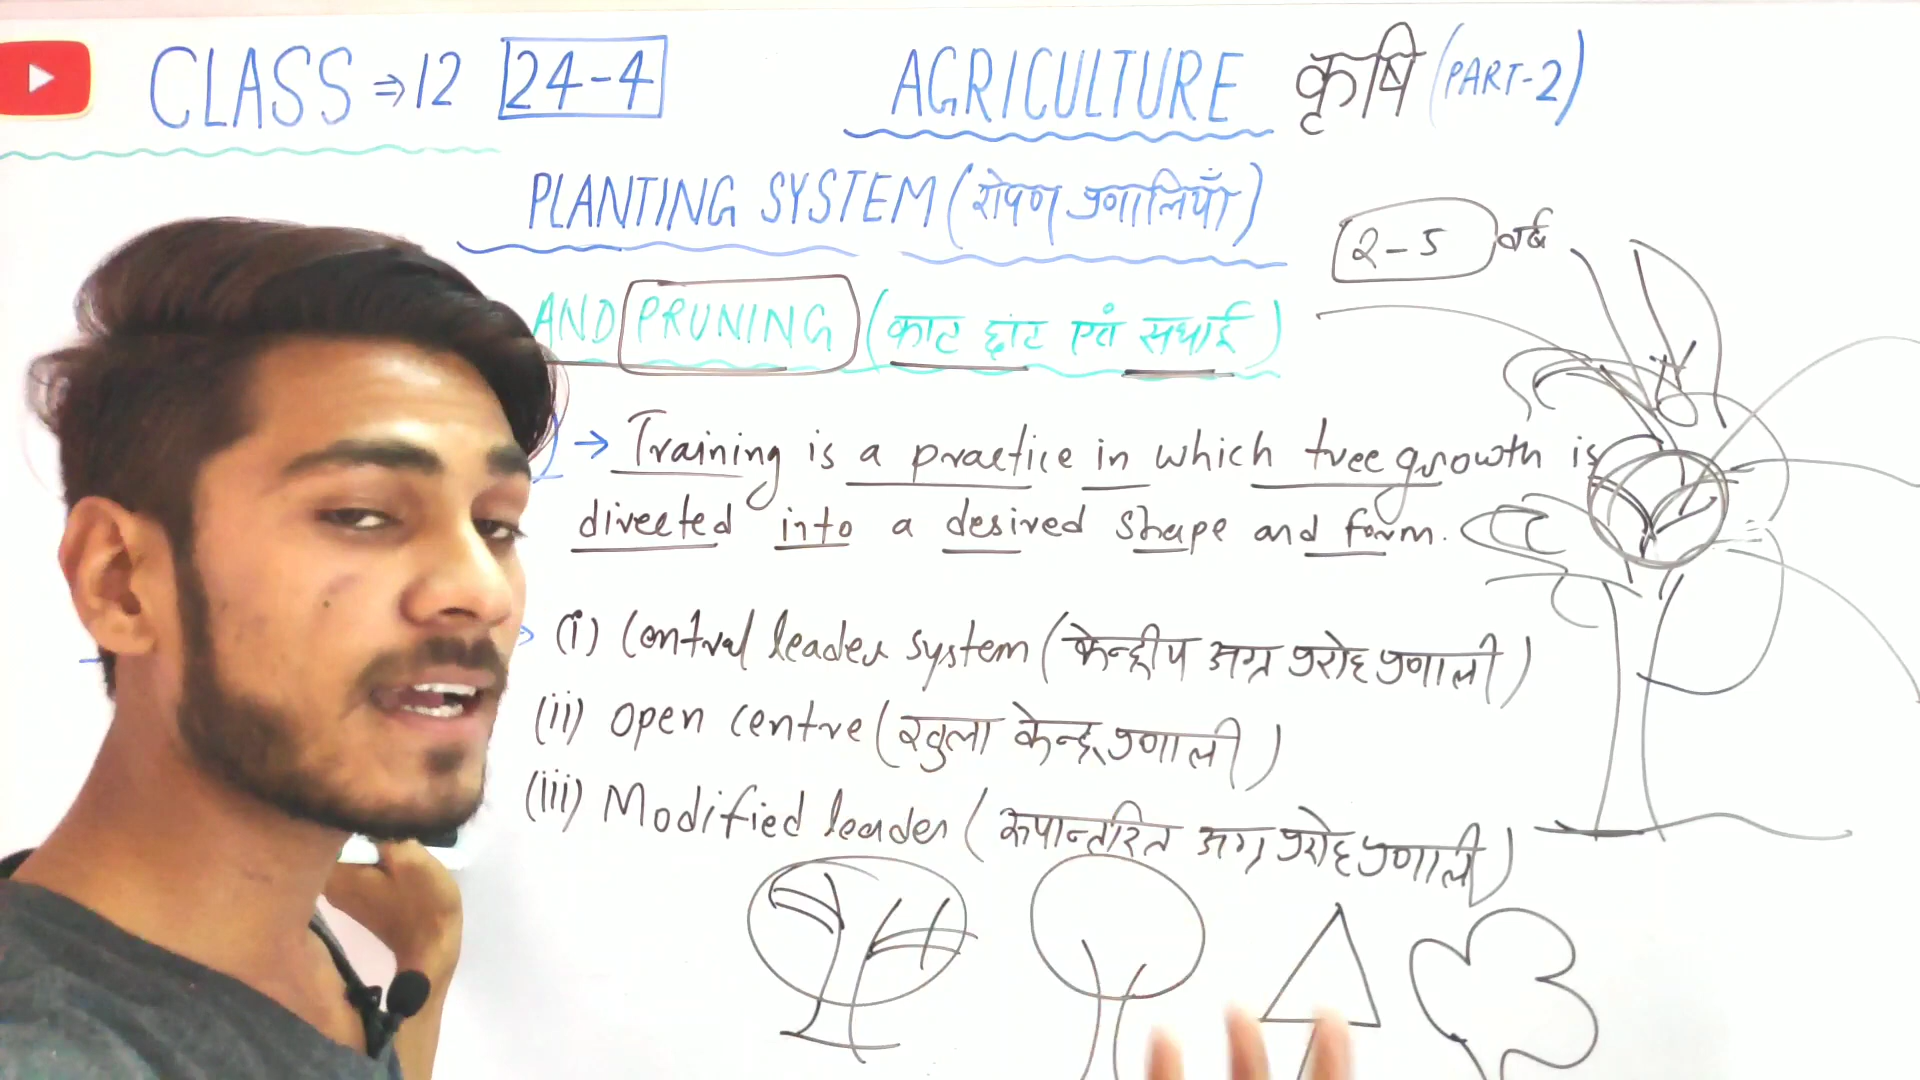 CLASS ⇒ 12 24-4 AGRICULTURE कृषि (PART-2)
PLANTING SYSTEM (रोपण प्रणालियाँ)
2-5 वर्ष
AND PRUNING (काट छांट एवं सधाई)
→ Training is a practice in which tree growth is
directed into a desired shape and form.
(i) Central leader system (केन्द्रीय अग्र प्ररोह प्रणाली)
(ii) Open centre (खुला केन्द्र प्रणाली)
(iii) Modified leader (रूपान्तरित अग्र प्ररोह प्रणाली)